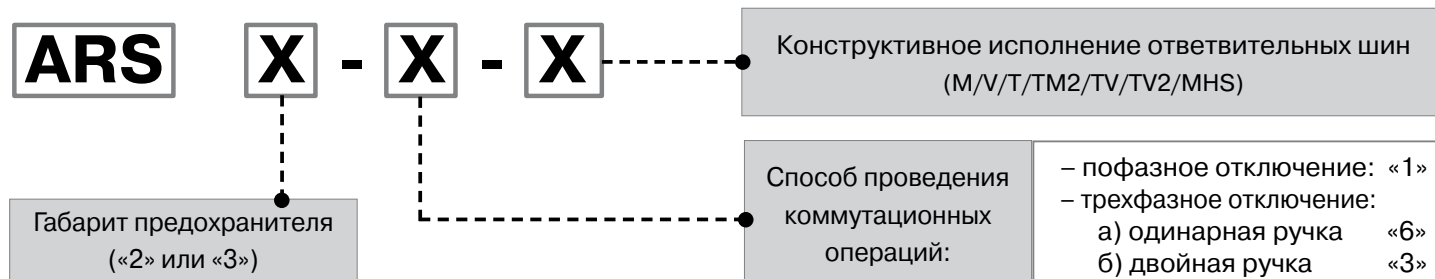 ARS X - X - X
Конструктивное исполнение ответвительных шин
(M/V/T/TM2/TV/TV2/MHS)
Габарит предохранителя
(«2» или «3»)
Способ проведения
коммутационных
операций:
– пофазное отключение: «1»
– трехфазное отключение:
а) одинарная ручка «6»
б) двойная ручка «3»